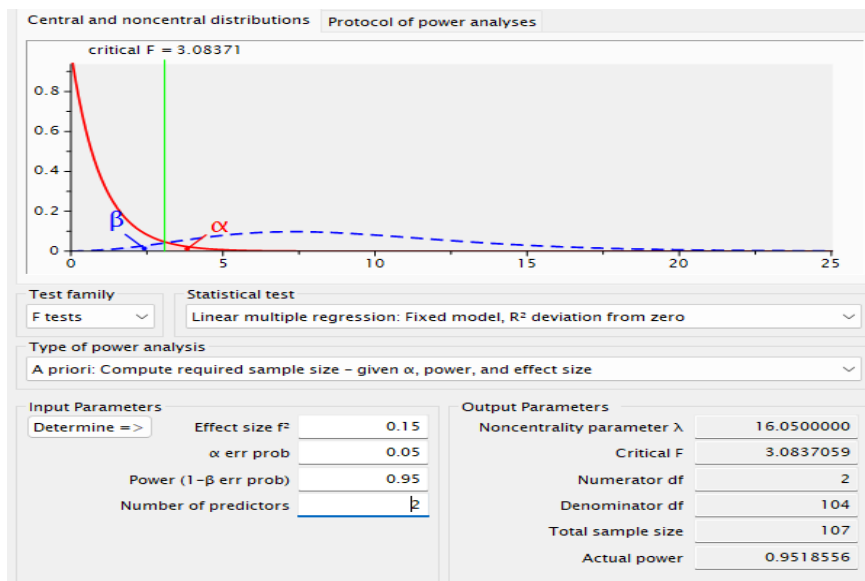 Central and noncentral distributions Protocol of power analyses
critical F = 3.08371
0.8
0.6
0.4
0.2
β α
0
0 5 10 15 20 25
Test family Statistical test
F tests Linear multiple regression: Fixed model, R² deviation from zero
Type of power analysis
A priori: Compute required sample size – given α, power, and effect size
Input Parameters Output Parameters
Determine => Effect size f² 0.15 Noncentrality parameter λ 16.0500000
α err prob 0.05 Critical F 3.0837059
Power (1-β err prob) 0.95 Numerator df 2
Number of predictors 2 Denominator df 104
Total sample size 107
Actual power 0.9518556